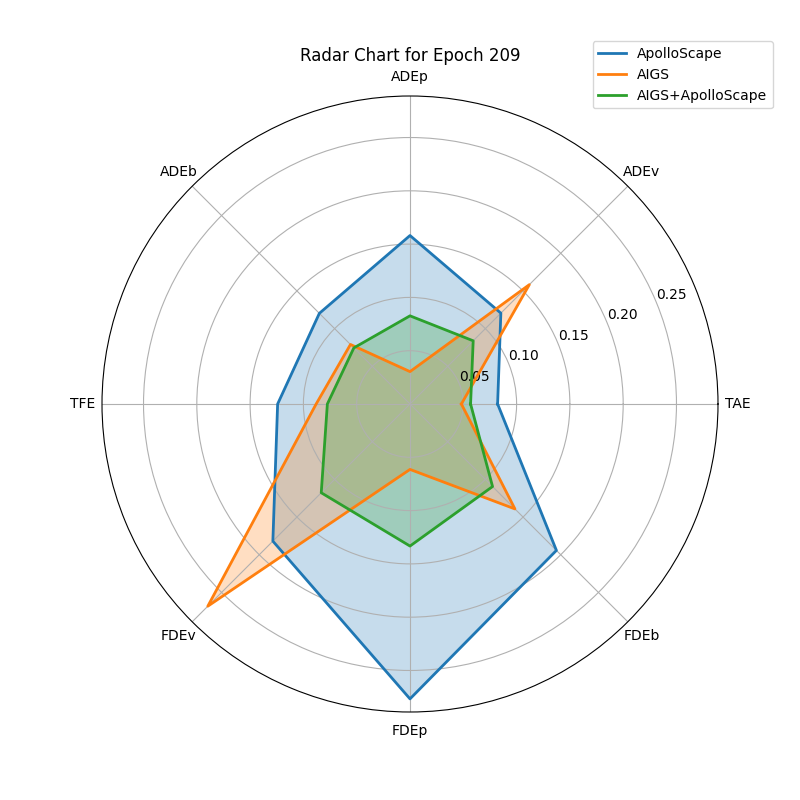 Radar Chart for Epoch 209
ApolloScape
AIGS
AIGS+ApolloScape
ADEp
ADEb
ADEv
0.25
0.20
0.15
0.10
0.05
TFE
TAE
FDEv
FDEb
FDEp